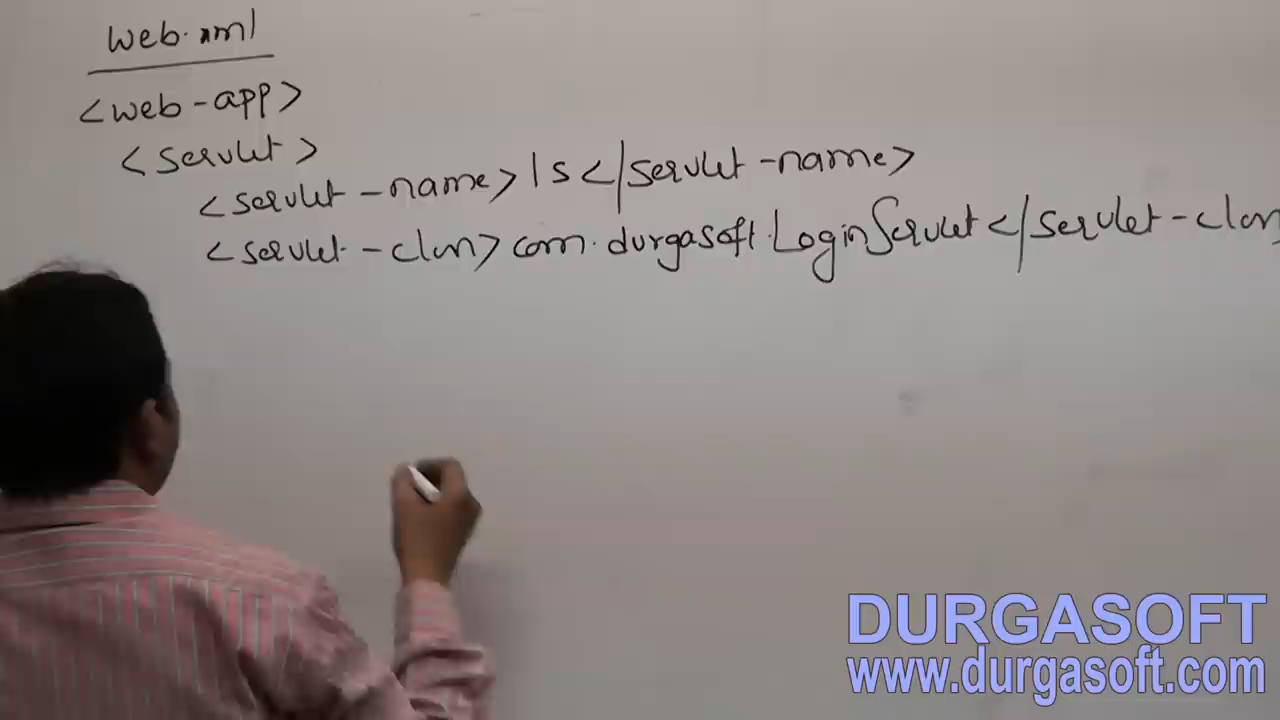 web.xml
<web-app>
<servlet>
<servlet-name>ls</servlet-name>
<servlet-class>com.durgasoft.LoginServlet</servlet-class
DURGASOFT
www.durgasoft.com